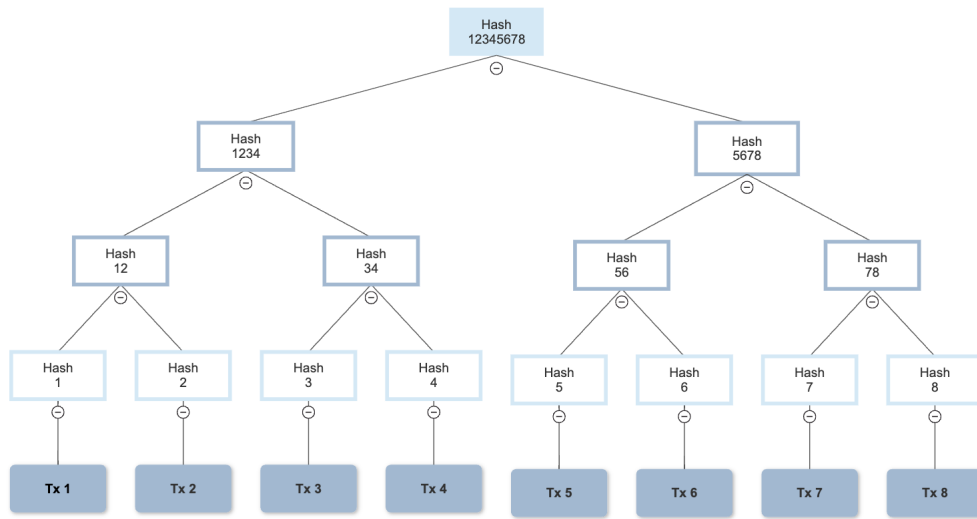 Hash
12345678
Hash
1234
Hash
5678
Hash
12
Hash
34
Hash
56
Hash
78
Hash
1
Hash
2
Hash
3
Hash
4
Hash
5
Hash
6
Hash
7
Hash
8
Tx 1
Tx 2
Tx 3
Tx 4
Tx 5
Tx 6
Tx 7
Tx 8